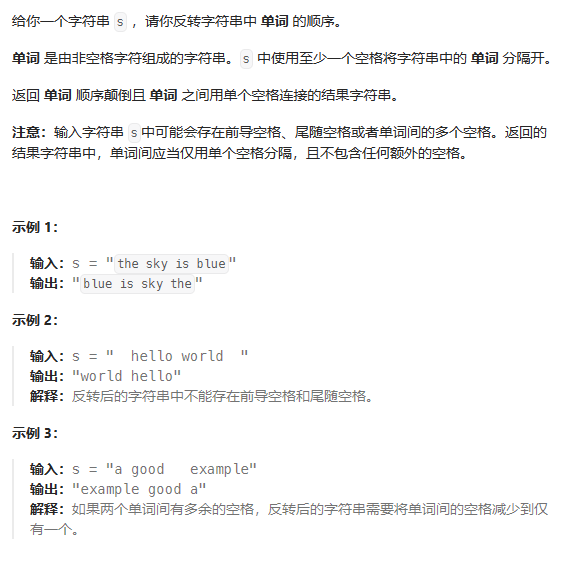 给你一个字符串 s ，请你反转字符串中 单词 的顺序。
单词 是由非空格字符组成的字符串。s 中使用至少一个空格将字符串中的 单词 分隔开。
返回 单词 顺序颠倒且 单词 之间用单个空格连接的结果字符串。
注意：输入字符串 s中可能会存在前导空格、尾随空格或者单词间的多个空格。返回的
结果字符串中，单词间应当仅用单个空格分隔，且不包含任何额外的空格。
示例 1：
输入：s = "the sky is blue"
输出："blue is sky the"
示例 2：
输入：s = "  hello world  "
输出："world hello"
解释：反转后的字符串中不能存在前导空格和尾随空格。
示例 3：
输入：s = "a good   example"
输出："example good a"
解释：如果两个单词间有多余的空格，反转后的字符串需要将单词间的空格减少到仅
有一个。